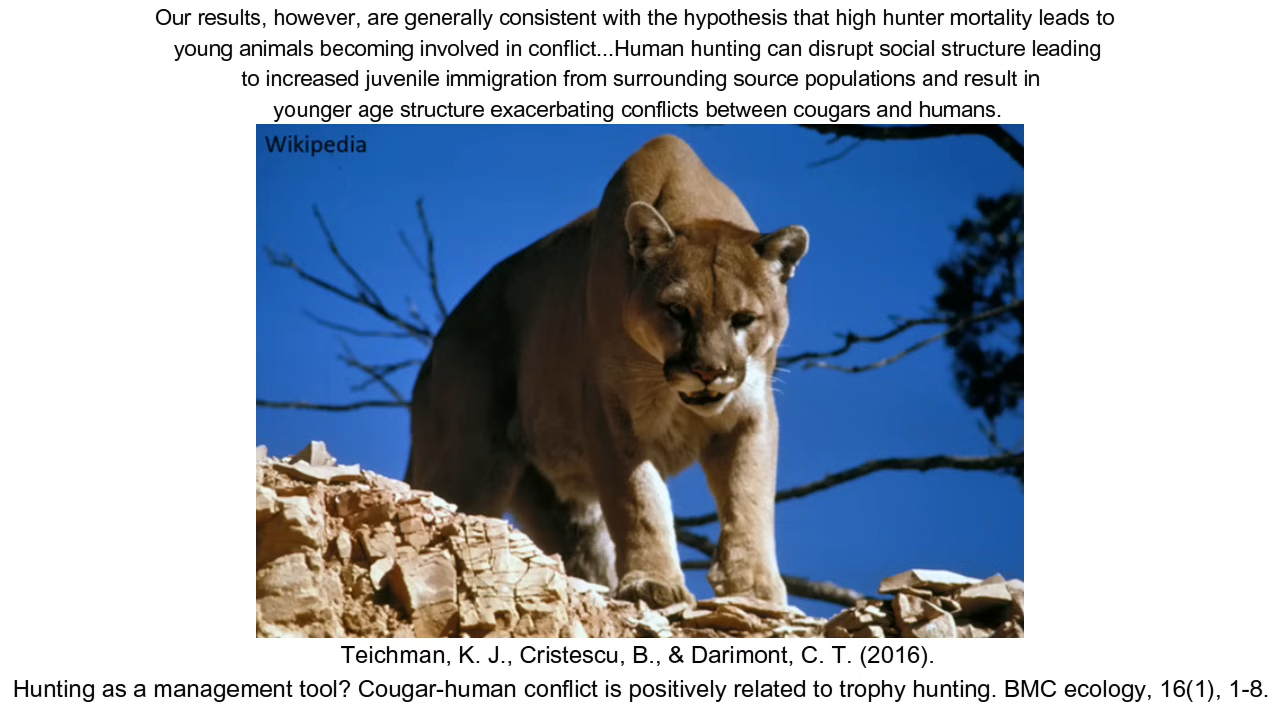 Our results, however, are generally consistent with the hypothesis that high hunter mortality leads to
young animals becoming involved in conflict...Human hunting can disrupt social structure leading
to increased juvenile immigration from surrounding source populations and result in
younger age structure exacerbating conflicts between cougars and humans.
Wikipedia
Teichman, K. J., Cristescu, B., & Darimont, C. T. (2016).
Hunting as a management tool? Cougar-human conflict is positively related to trophy hunting. BMC ecology, 16(1), 1-8.